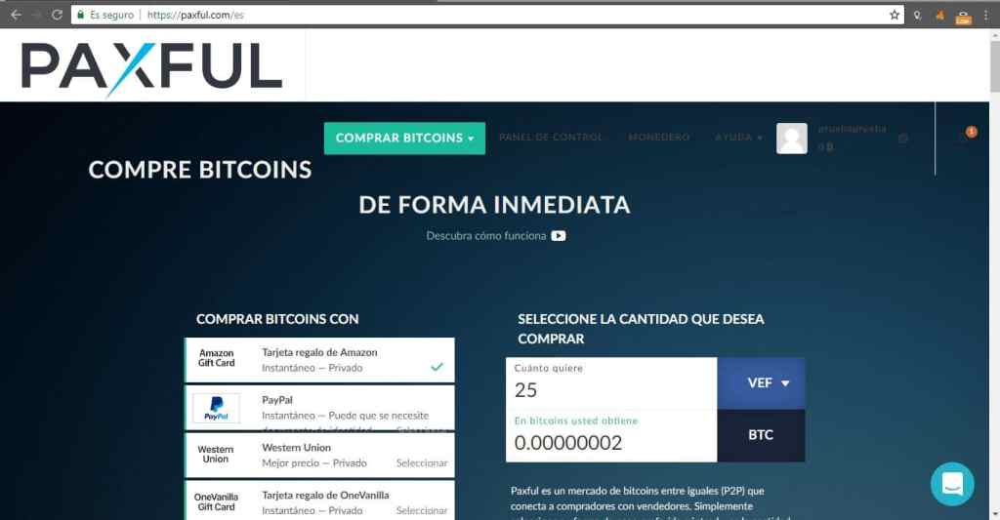 Es seguro
https://paxful.com/es
PAXFUL
COMPRAR BITCOINS
PANEL DE CONTROL
MONEDERO
AYUDA
pruebaprueba
0 B
1
COMPRE BITCOINS
DE FORMA INMEDIATA
Descubra cómo funciona
COMPRAR BITCOINS CON
Amazon
Gift Card
Tarjeta regalo de Amazon
Instantáneo — Privado
PayPal
PayPal
Instantáneo — Puede que se necesite
documento de identidad Seleccionar
Western
Union
Western Union
Mejor precio — Privado Seleccionar
OneVanilla
Gift Card
Tarjeta regalo de OneVanilla
Instantáneo — Privado Seleccionar
SELECCIONE LA CANTIDAD QUE DESEA
COMPRAR
Cuánto quiere
25
VEF
En bitcoins usted obtiene
0.00000002
BTC
Paxful es un mercado de bitcoins entre iguales (P2P) que
conecta a compradores con vendedores. Simplemente